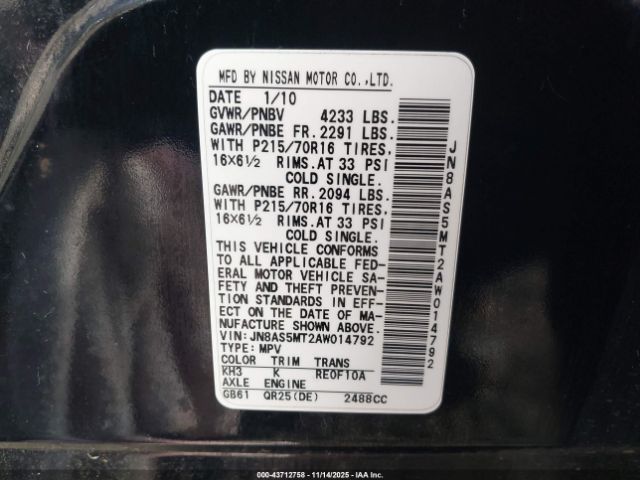 MFD BY NISSAN MOTOR CO.,LTD.
DATE 1/10
GVWR/PNBV 4233 LBS.
GAWR/PNBE FR.2291 LBS.
WITH P215/70R16 TIRES.
16×6½ RIMS.AT 33 PSI
COLD SINGLE.
GAWR/PNBE RR.2094 LBS.
WITH P215/70R16 TIRES.
16×6½ RIMS.AT 33 PSI
COLD SINGLE.
THIS VEHICLE CONFORMS
TO ALL APPLICABLE FED-
ERAL MOTOR VEHICLE SA-
FETY AND THEFT PREVEN-
TION STANDARDS IN EFF-
ECT ON THE DATE OF MA-
NUFACTURE SHOWN ABOVE.
VIN:JN8AS5MT2AW014792
TYPE:MPV
COLOR TRIM TRANS
KH3 K RE0F10A
AXLE ENGINE
GB61 QR25(DE) 2488CC
JN8AS5MT2AW014792
000-43712758 - 11/14/2025 - IAA Inc.